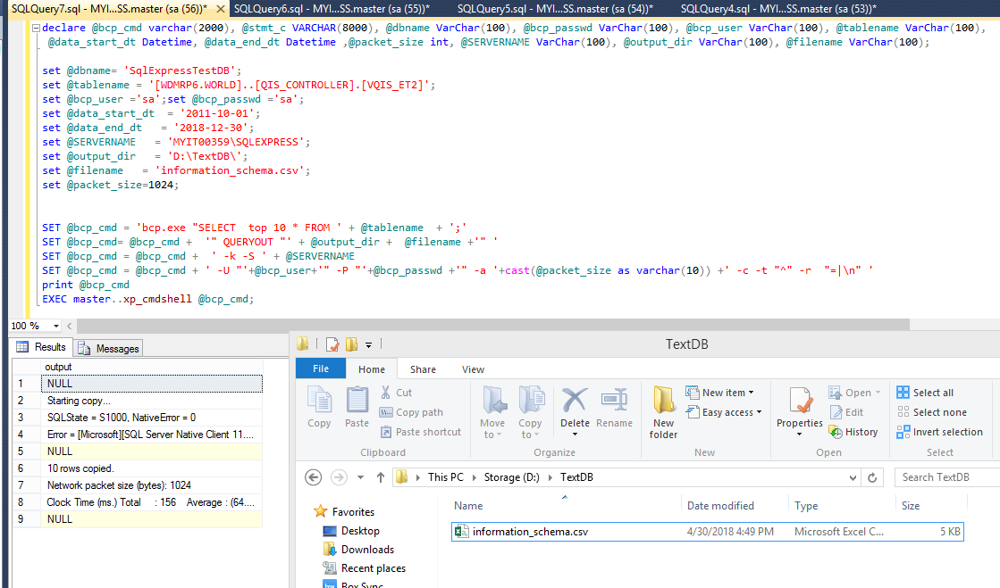 SQLQuery7.sql - MYI...SS.master (sa (56))* SQLQuery6.sql - MYI...SS.master (sa (55))* SQLQuery5.sql - MYI...SS.master (sa (54))* SQLQuery4.sql - MYI...SS.master (sa (53))*
declare @bcp_cmd varchar(2000), @stmt_c VARCHAR(8000), @dbname VarChar(100), @bcp_passwd VarChar(100), @bcp_user VarChar(100), @tablename VarChar(100),
@data_start_dt Datetime, @data_end_dt Datetime ,@packet_size int, @SERVERNAME VarChar(100), @output_dir VarChar(100), @filename VarChar(100);
set @dbname= 'SqlExpressTestDB';
set @tablename = '[WDMRP6.WORLD]..[QIS_CONTROLLER].[VQIS_ET2]';
set @bcp_user ='sa';set @bcp_passwd ='sa';
set @data_start_dt = '2011-10-01';
set @data_end_dt = '2018-12-30';
set @SERVERNAME = 'MYIT00359\SQLEXPRESS';
set @output_dir = 'D:\TextDB\';
set @filename = 'information_schema.csv';
set @packet_size=1024;
SET @bcp_cmd = 'bcp.exe "SELECT top 10 * FROM ' + @tablename + ';'
SET @bcp_cmd= @bcp_cmd + '" QUERYOUT "' + @output_dir + @filename +'" '
SET @bcp_cmd = @bcp_cmd + ' -k -S ' + @SERVERNAME
SET @bcp_cmd = @bcp_cmd + ' -U "'+@bcp_user+'" -P "'+@bcp_passwd +'" -a '+cast(@packet_size as varchar(10)) +' -c -t "^" -r "=|\n" '
print @bcp_cmd
EXEC master..xp_cmdshell @bcp_cmd;
100 %
Results Messages
output
1 NULL
2 Starting copy...
3 SQLState = S1000, NativeError = 0
4 Error = [Microsoft][SQL Server Native Client 11....
5 NULL
6 10 rows copied.
7 Network packet size (bytes): 1024
8 Clock Time (ms.) Total : 156 Average : (64....
9 NULL
TextDB
File Home Share View
Copy
Paste
Cut
Copy path
Paste shortcut
Clipboard
Move to
Copy to
Delete
Rename
Organize
New folder
New item
Easy access
New
Properties
Open
Edit
History
Open
Select all
Select none
Invert selection
Select
This PC Storage (D:) TextDB
Search TextDB
Favorites
Desktop
Downloads
Recent places
Box Sync
Name Date modified Type Size
information_schema.csv 4/30/2018 4:49 PM Microsoft Excel C... 5 KB